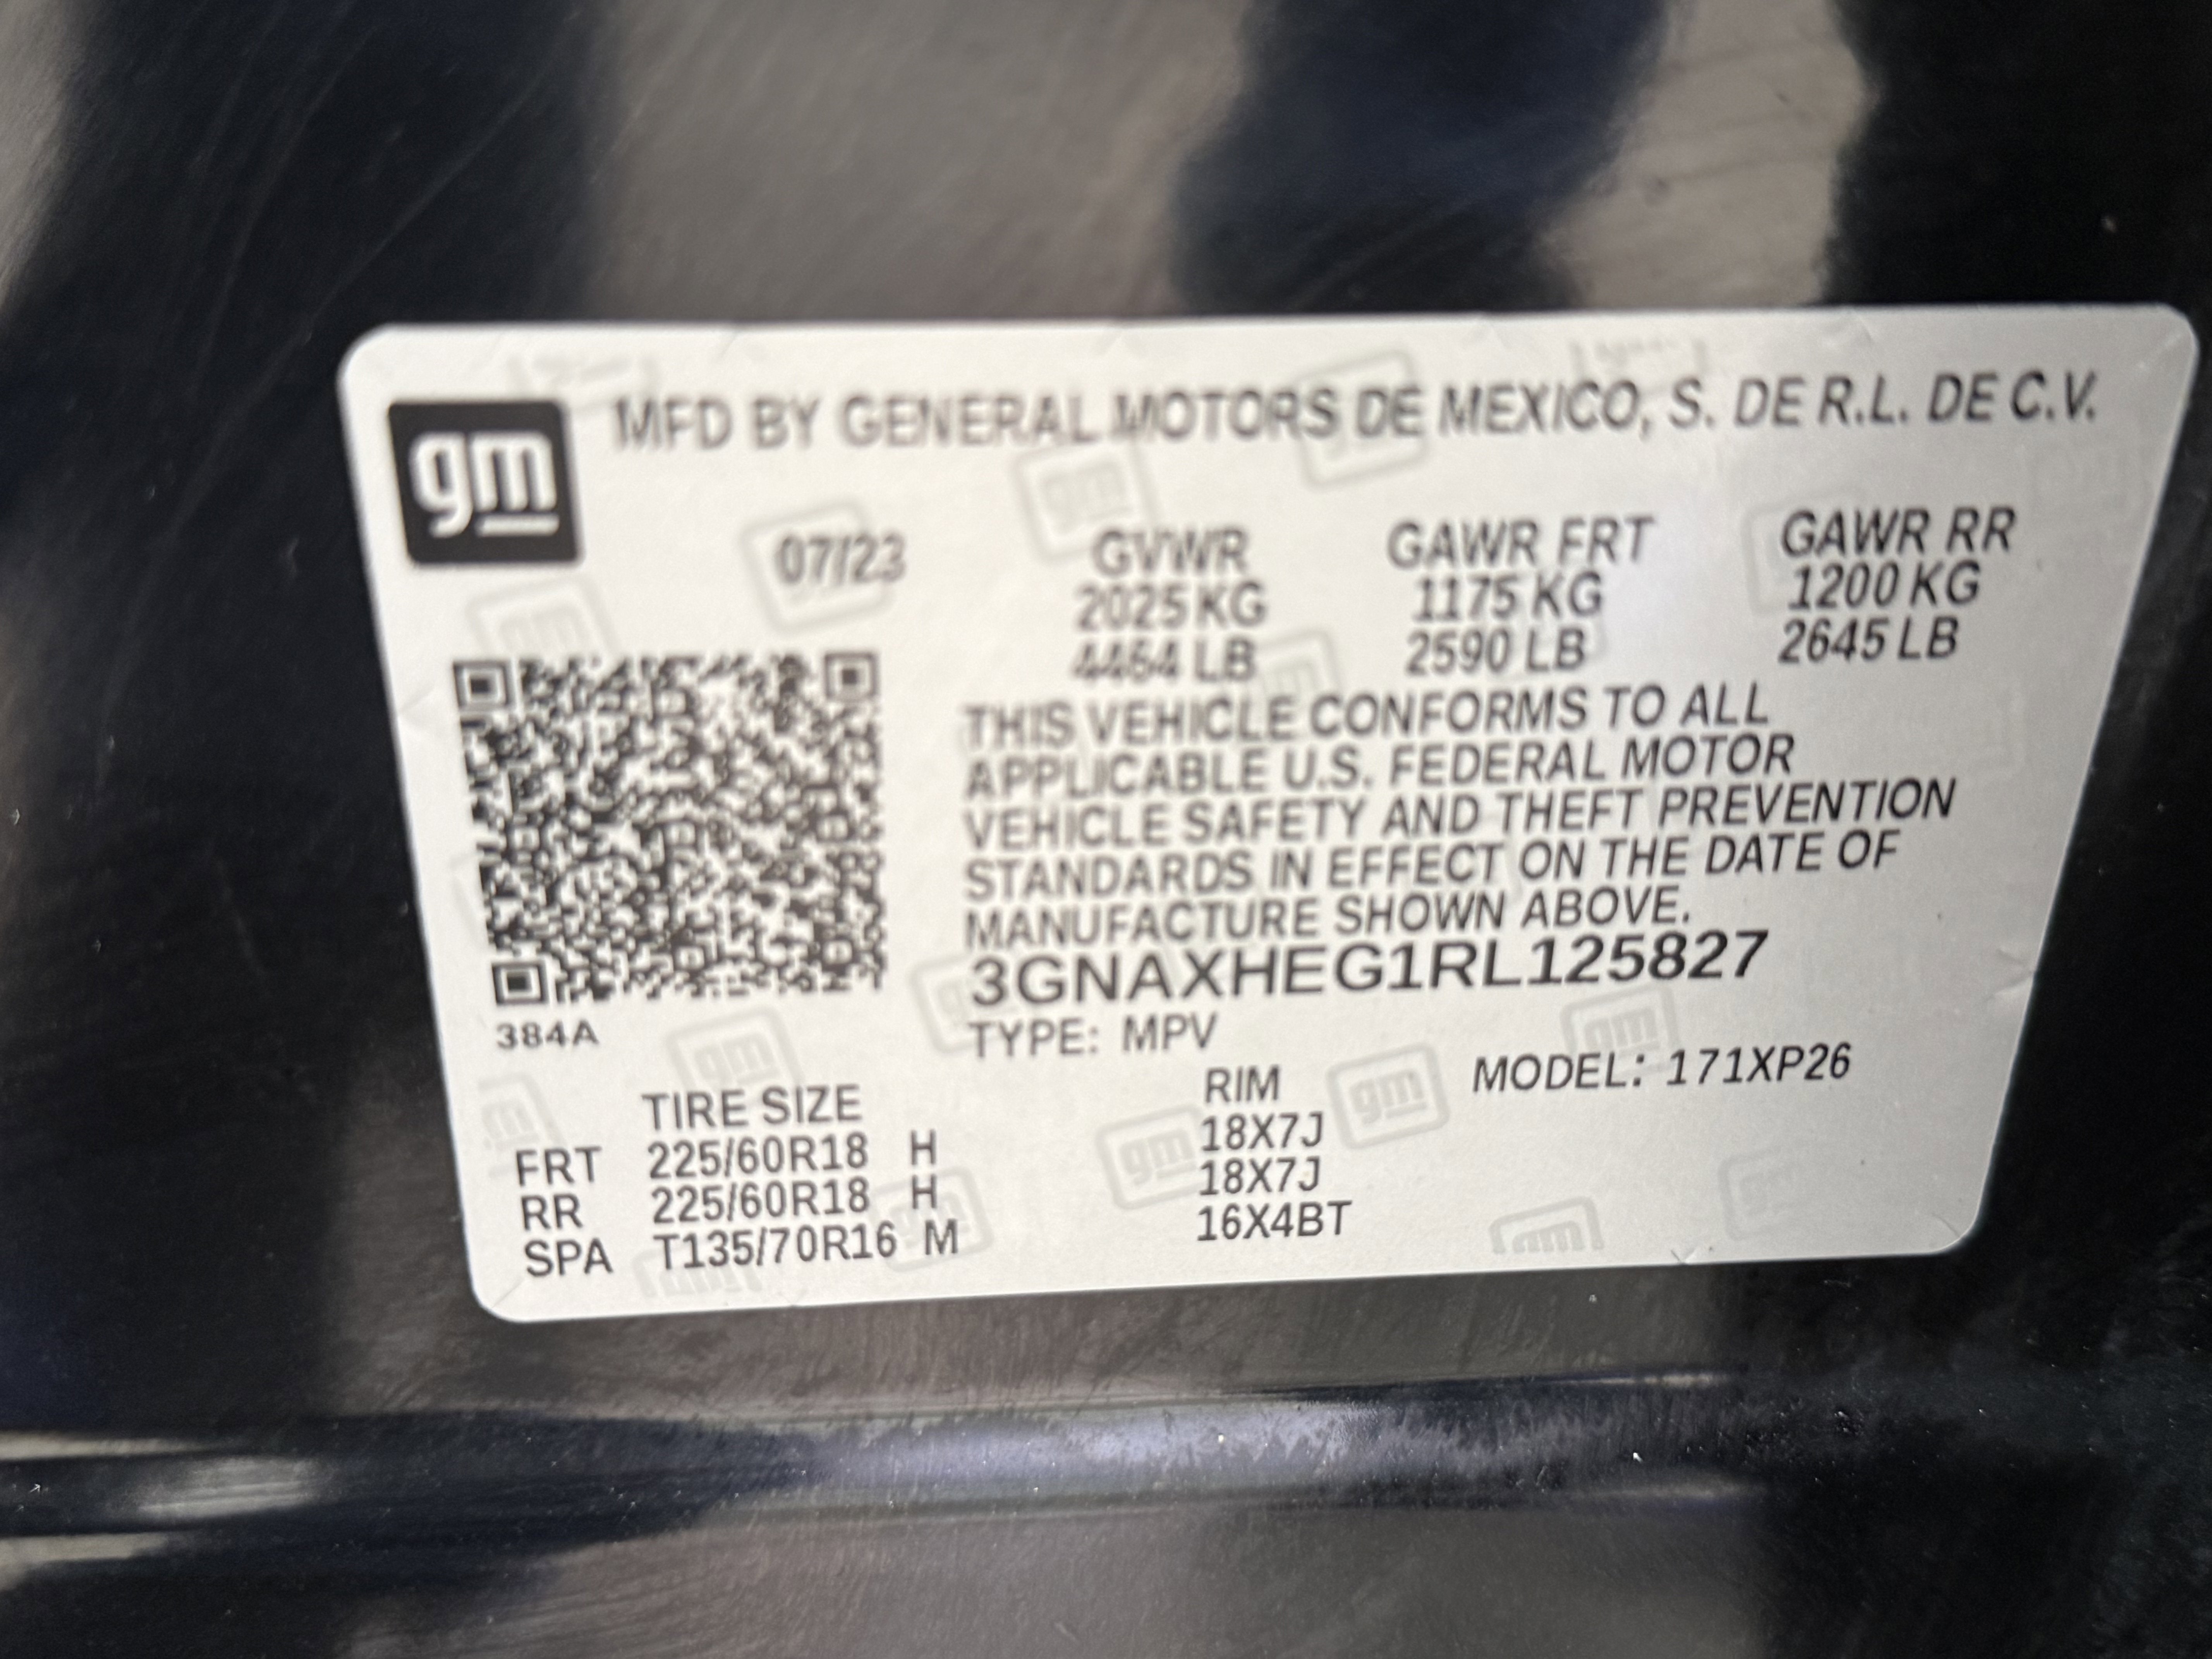 gm
MFD BY GENERAL MOTORS DE MEXICO, S. DE R.L. DE C.V.
07/23 GVWR GAWR FRT GAWR RR
2025 KG 1175 KG 1200 KG
4464 LB 2590 LB 2645 LB
THIS VEHICLE CONFORMS TO ALL
APPLICABLE U.S. FEDERAL MOTOR
VEHICLE SAFETY AND THEFT PREVENTION
STANDARDS IN EFFECT ON THE DATE OF
MANUFACTURE SHOWN ABOVE.
3GNAXHEG1RL125827
384A
TYPE: MPV
MODEL: 171XP26
TIRE SIZE RIM
FRT 225/60R18 H 18X7J
RR 225/60R18 H 18X7J
SPA T135/70R16 M 16X4BT